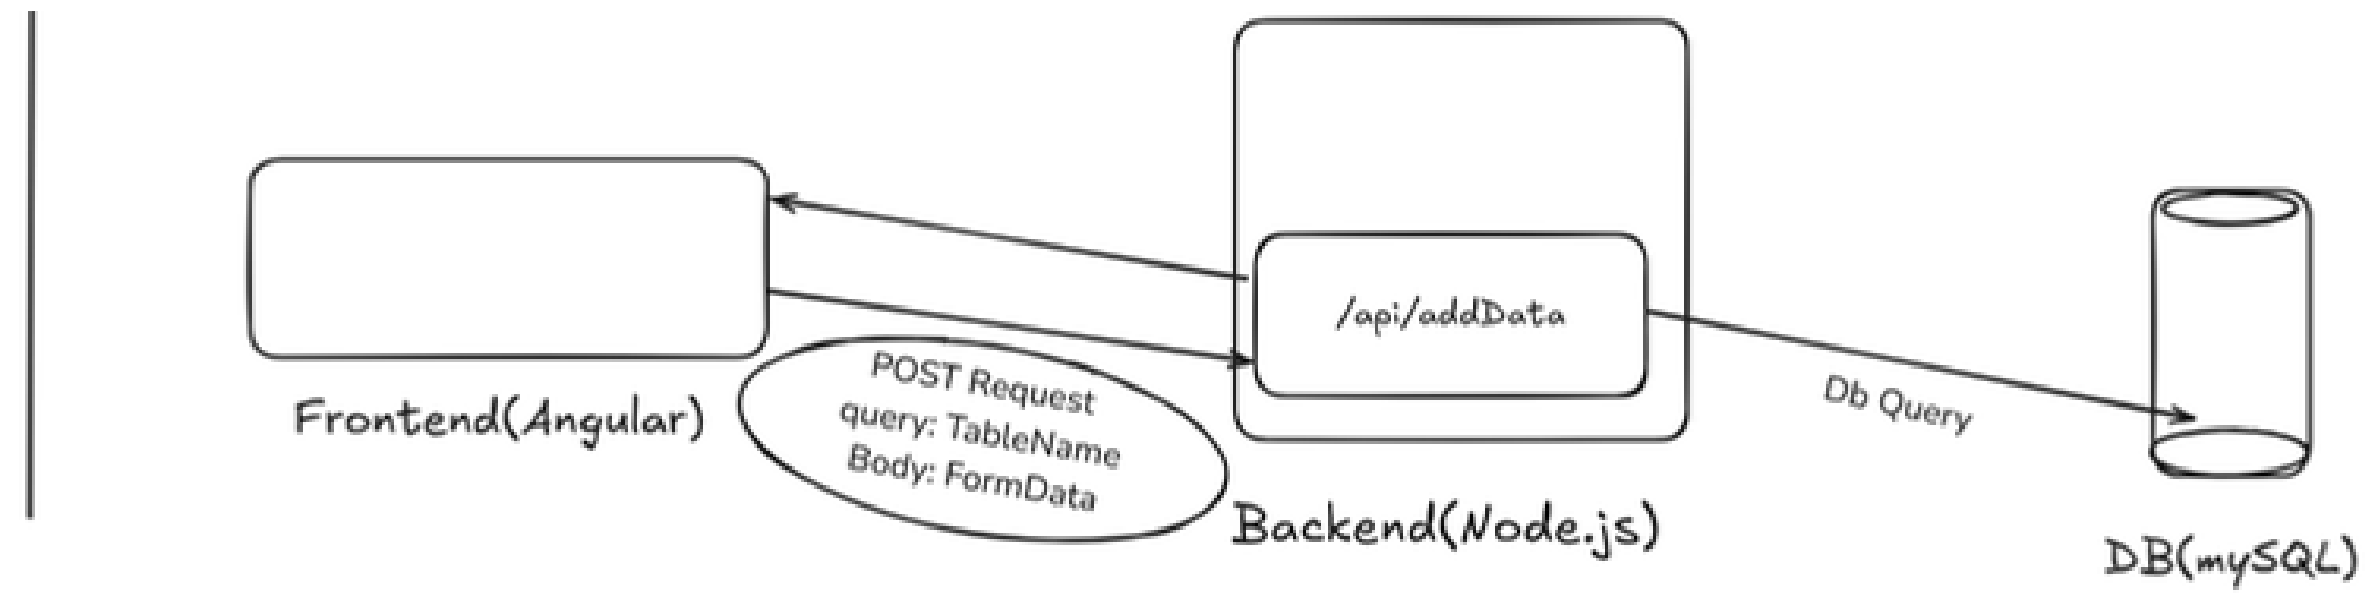 /api/addData
POST Request
query: TableName
Body: FormData
Db Query
Frontend(Angular)
Backend(Node.js)
DB(mySQL)